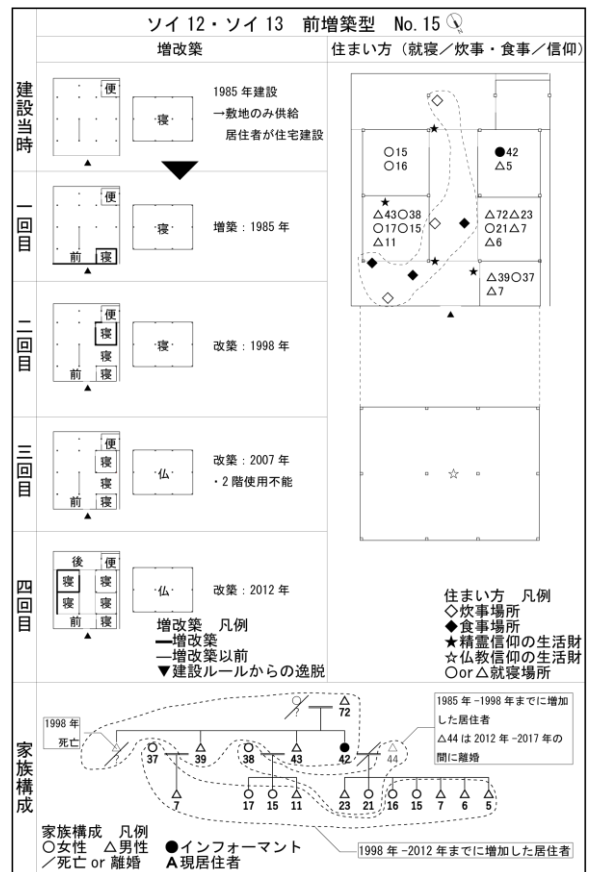 ソイ 12・ソイ 13 前増築型 No. 15
増改築
住まい方（就寝／炊事・食事／信仰）
建設当時
便
寝
1985 年建設
→敷地のみ供給
居住者が住宅建設
一回目
便
前
寝
寝
増築：1985 年
二回目
便
寝
寝
前
寝
寝
改築：1998 年
三回目
便
寝
寝
前
寝
仏
改築：2007 年
・2 階使用不能
四回目
後
便
寝
寝
寝
寝
前
寝
仏
改築：2012 年
増改築 凡例
━増改築
―増改築以前
▼建設ルールからの逸脱
○15
○16
●42
△5
△43○38
○17○15
△11
△72△23
○21△7
△6
△39○37
△7
住まい方 凡例
◇炊事場所
◆食事場所
★精霊信仰の生活財
☆仏教信仰の生活財
○or△就寝場所
家族構成
1998 年
死亡
?
?
72
37
39
38
43
42
44
7
17
15
11
23
21
16
15
7
6
5
1985 年-1998 年までに増加
した居住者
△44 は 2012 年-2017 年の
間に離婚
1998 年-2012 年までに増加した居住者
家族構成 凡例
○女性 △男性 ●インフォーマント
／死亡 or 離婚 A現居住者